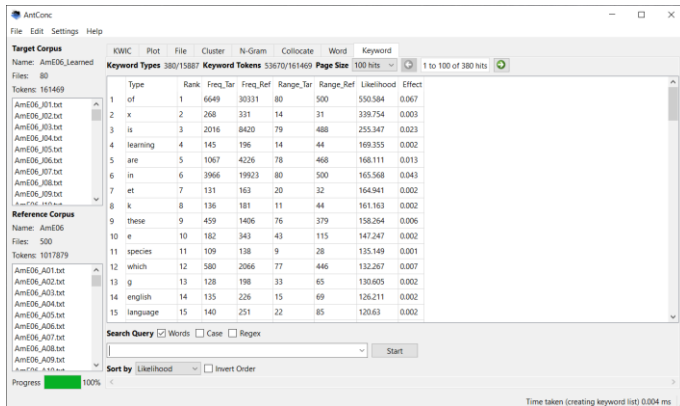 AntConc
File Edit Settings Help
Target Corpus
Name: AmE06_Learned
Files: 80
Tokens: 161469
AmE06_J01.txt
AmE06_J02.txt
AmE06_J03.txt
AmE06_J04.txt
AmE06_J05.txt
AmE06_J06.txt
AmE06_J07.txt
AmE06_J08.txt
AmE06_J09.txt
Reference Corpus
Name: AmE06
Files: 500
Tokens: 1017879
AmE06_A01.txt
AmE06_A02.txt
AmE06_A03.txt
AmE06_A04.txt
AmE06_A05.txt
AmE06_A06.txt
AmE06_A07.txt
AmE06_A08.txt
AmE06_A09.txt
Progress 100%
KWIC Plot File Cluster N-Gram Collocate Word Keyword
Keyword Types 380/15887 Keyword Tokens 53670/161469 Page Size 100 hits 1 to 100 of 380 hits
Type Rank Freq_Tar Freq_Ref Range_Tar Range_Ref Likelihood Effect
1 of 1 6649 30331 80 500 550.584 0.067
2 x 2 268 331 14 31 339.754 0.003
3 is 3 2016 8420 79 488 255.347 0.023
4 learning 4 145 196 14 44 169.355 0.002
5 are 5 1067 4226 78 468 168.111 0.013
6 in 6 3966 19923 80 500 165.568 0.043
7 et 7 131 163 20 32 164.941 0.002
8 k 8 136 181 11 44 161.163 0.002
9 these 9 459 1406 76 379 158.264 0.006
10 e 10 182 343 43 115 147.247 0.002
11 species 11 109 138 9 28 135.149 0.001
12 which 12 580 2066 77 446 132.267 0.007
13 g 13 128 198 33 65 130.605 0.002
14 english 14 135 226 15 69 126.211 0.002
15 language 15 140 251 22 85 120.63 0.002
Search Query Words Case Regex
Start
Sort by Likelihood Invert Order
Time taken (creating keyword list) 0.004 ms